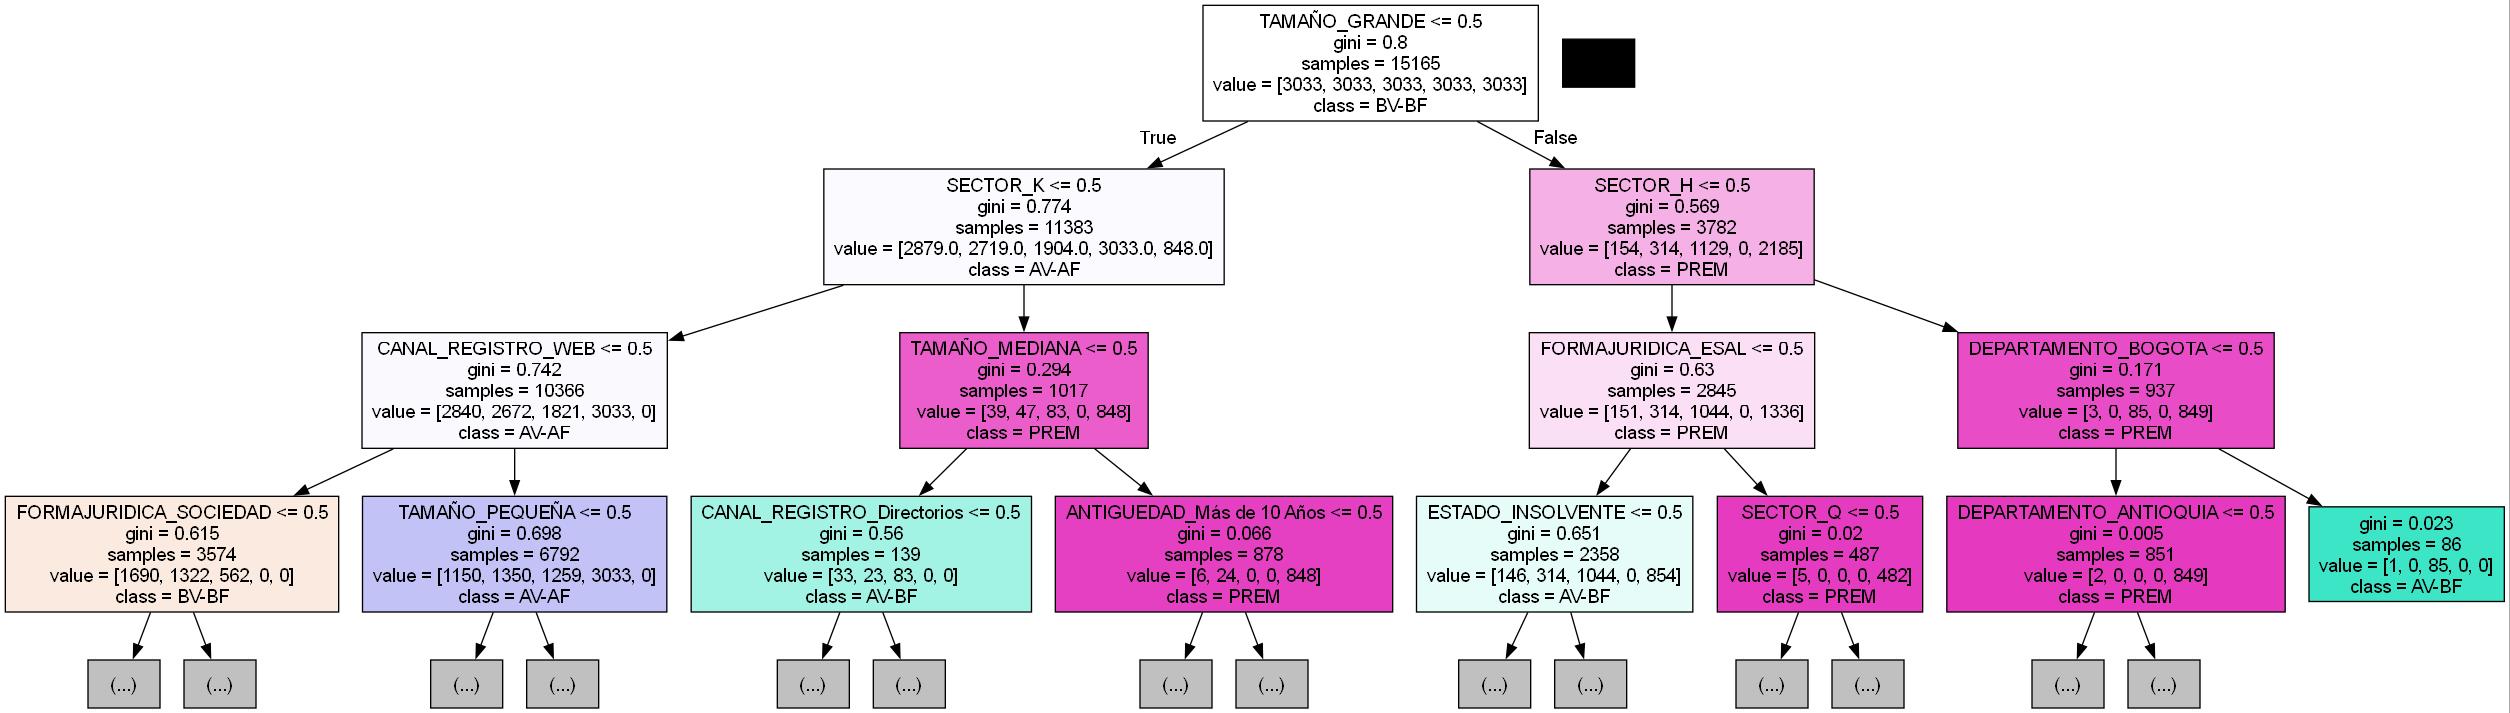 TAMAÑO_GRANDE <= 0.5
gini = 0.8
samples = 15165
value = [3033, 3033, 3033, 3033, 3033]
class = BV-BF
True
False
SECTOR_K <= 0.5
gini = 0.774
samples = 11383
value = [2879.0, 2719.0, 1904.0, 3033.0, 848.0]
class = AV-AF
SECTOR_H <= 0.5
gini = 0.569
samples = 3782
value = [154, 314, 1129, 0, 2185]
class = PREM
CANAL_REGISTRO_WEB <= 0.5
gini = 0.742
samples = 10366
value = [2840, 2672, 1821, 3033, 0]
class = AV-AF
TAMAÑO_MEDIANA <= 0.5
gini = 0.294
samples = 1017
value = [39, 47, 83, 0, 848]
class = PREM
FORMAJURIDICA_ESAL <= 0.5
gini = 0.63
samples = 2845
value = [151, 314, 1044, 0, 1336]
class = PREM
DEPARTAMENTO_BOGOTA <= 0.5
gini = 0.171
samples = 937
value = [3, 0, 85, 0, 849]
class = PREM
FORMAJURIDICA_SOCIEDAD <= 0.5
gini = 0.615
samples = 3574
value = [1690, 1322, 562, 0, 0]
class = BV-BF
TAMAÑO_PEQUEÑA <= 0.5
gini = 0.698
samples = 6792
value = [1150, 1350, 1259, 3033, 0]
class = AV-AF
CANAL_REGISTRO_Directorios <= 0.5
gini = 0.56
samples = 139
value = [33, 23, 83, 0, 0]
class = AV-BF
ANTIGUEDAD_Más de 10 Años <= 0.5
gini = 0.066
samples = 878
value = [6, 24, 0, 0, 848]
class = PREM
ESTADO_INSOLVENTE <= 0.5
gini = 0.651
samples = 2358
value = [146, 314, 1044, 0, 854]
class = AV-BF
SECTOR_Q <= 0.5
gini = 0.02
samples = 487
value = [5, 0, 0, 0, 482]
class = PREM
DEPARTAMENTO_ANTIOQUIA <= 0.5
gini = 0.005
samples = 851
value = [2, 0, 0, 0, 849]
class = PREM
gini = 0.023
samples = 86
value = [1, 0, 85, 0, 0]
class = AV-BF
(...)
(...)
(...)
(...)
(...)
(...)
(...)
(...)
(...)
(...)
(...)
(...)
(...)
(...)